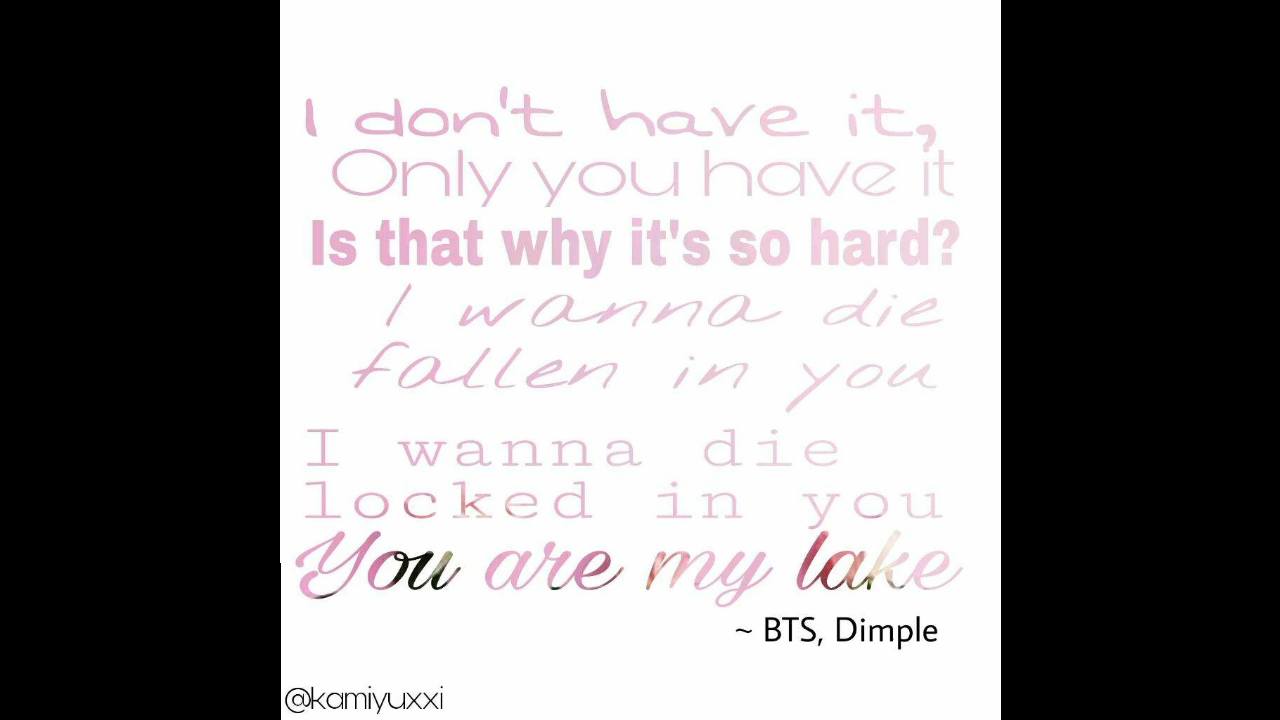 I don't have it,
Only you have it
Is that why it's so hard?
I wanna die
fallen in you
I wanna die
locked in you
You are my lake
~ BTS, Dimple
@kamiyuxxi